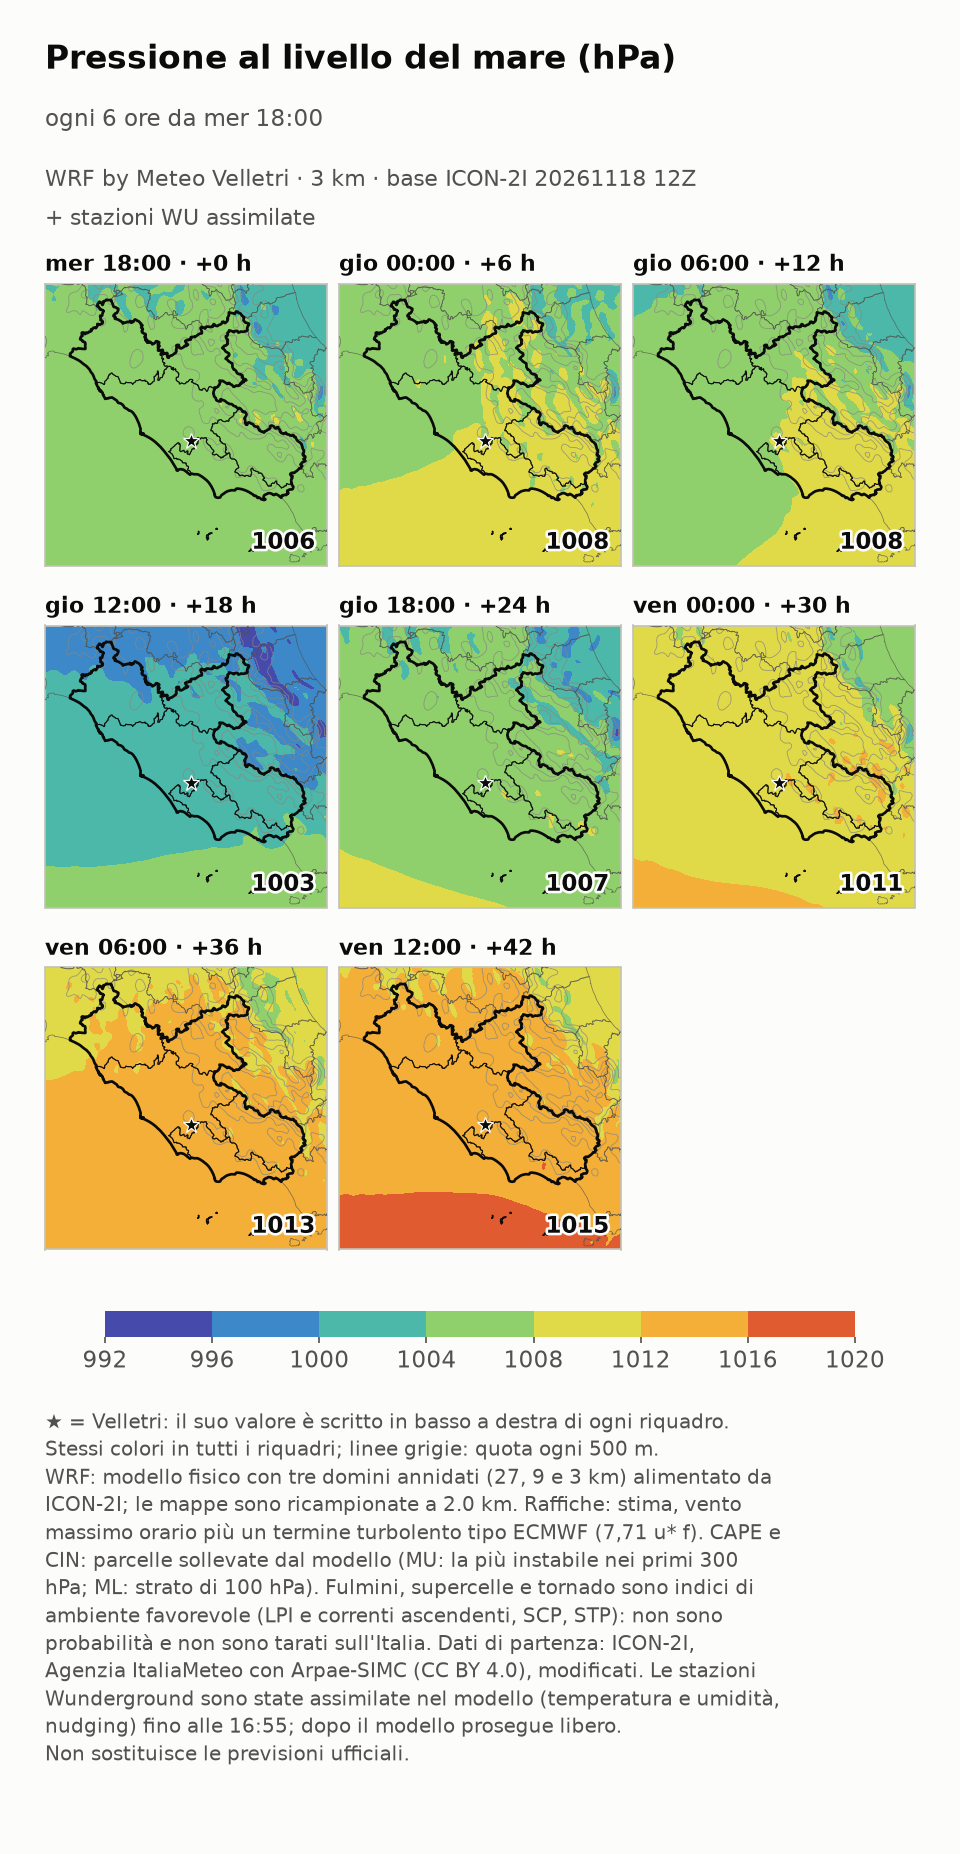 Pressione al livello del mare (hPa)
ogni 6 ore da mer 18:00
WRF by Meteo Velletri · 3 km · base ICON-2I 20261118 12Z
+ stazioni WU assimilate
mer 18:00 · +0 h
gio 00:00 · +6 h
gio 06:00 · +12 h
1006
1008
1008
gio 12:00 · +18 h
gio 18:00 · +24 h
ven 00:00 · +30 h
1003
1007
1011
ven 06:00 · +36 h
ven 12:00 · +42 h
1013
1015
992 996 1000 1004 1008 1012 1016 1020
★ = Velletri: il suo valore è scritto in basso a destra di ogni riquadro.
Stessi colori in tutti i riquadri; linee grigie: quota ogni 500 m.
WRF: modello fisico con tre domini annidati (27, 9 e 3 km) alimentato da
ICON-2I; le mappe sono ricampionate a 2.0 km. Raffiche: stima, vento
massimo orario più un termine turbolento tipo ECMWF (7,71 u* f). CAPE e
CIN: parcelle sollevate dal modello (MU: la più instabile nei primi 300
hPa; ML: strato di 100 hPa). Fulmini, supercelle e tornado sono indici di
ambiente favorevole (LPI e correnti ascendenti, SCP, STP): non sono
probabilità e non sono tarati sull'Italia. Dati di partenza: ICON-2I,
Agenzia ItaliaMeteo con Arpae-SIMC (CC BY 4.0), modificati. Le stazioni
Wunderground sono state assimilate nel modello (temperatura e umidità,
nudging) fino alle 16:55; dopo il modello prosegue libero.
Non sostituisce le previsioni ufficiali.